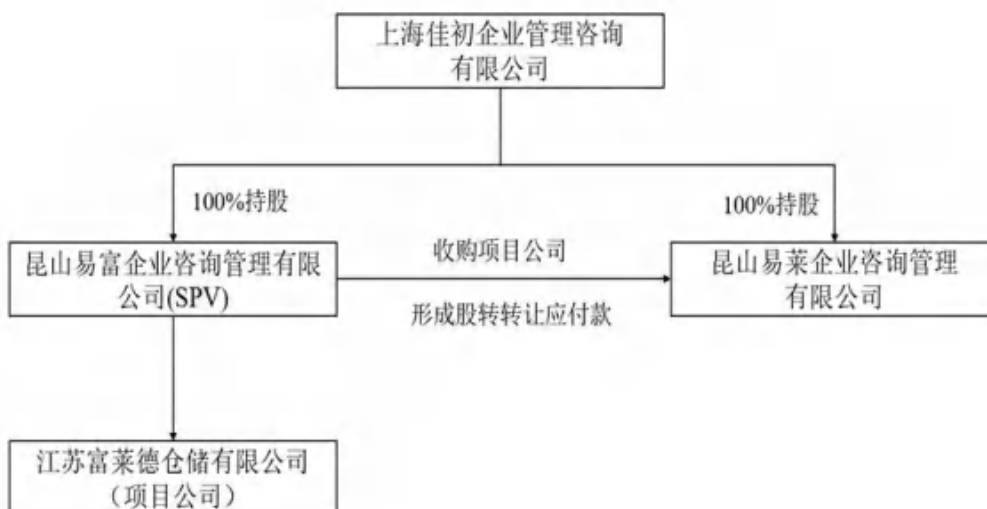 上海佳初企业管理咨询
有限公司
100%持股
100%持股
昆山易富企业咨询管理有限
公司(SPV)
收购项目公司
形成股转转让应付款
昆山易莱企业咨询管理
有限公司
江苏富莱德仓储有限公司
（项目公司）